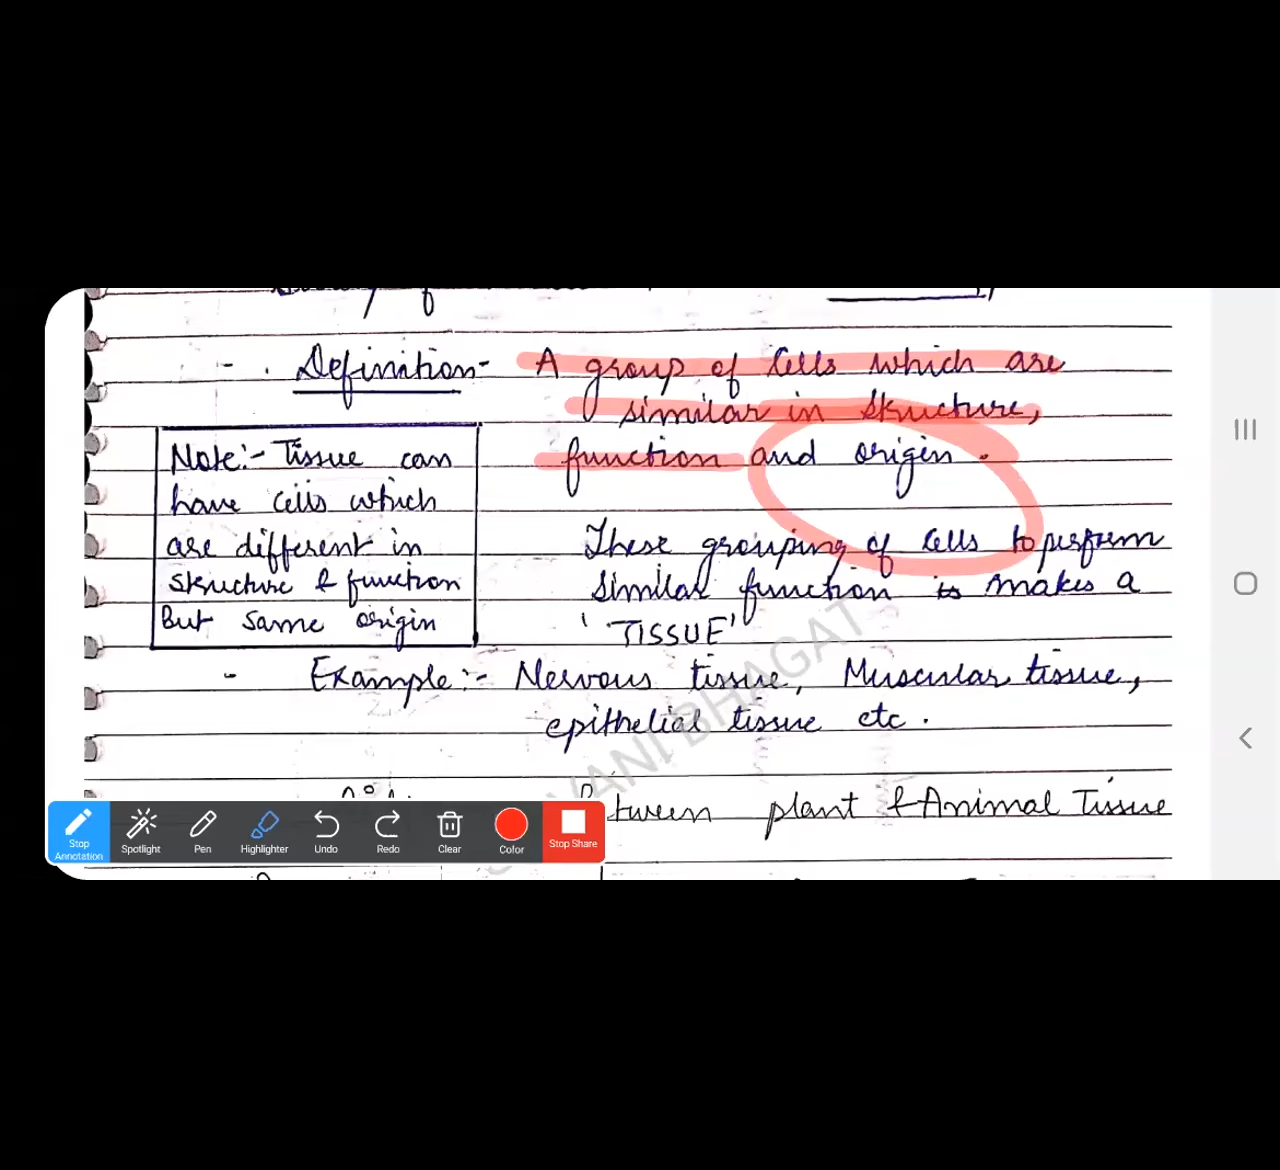 - . Definition - A group of Cells which are
similar in structure,
function and origin .
Note:- Tissue can
have cells which
are different in
structure & function
But same origin
These grouping of Cells to perform
similar function is makes a
' TISSUE'
- Example:- Nervous tissue, Muscular tissue,
epithelial tissue etc .
VANI BHAGAT
plant & Animal Tissue
Stop Annotation
Spotlight
Pen
Highlighter
Undo
Redo
Clear
Color
Stop Share